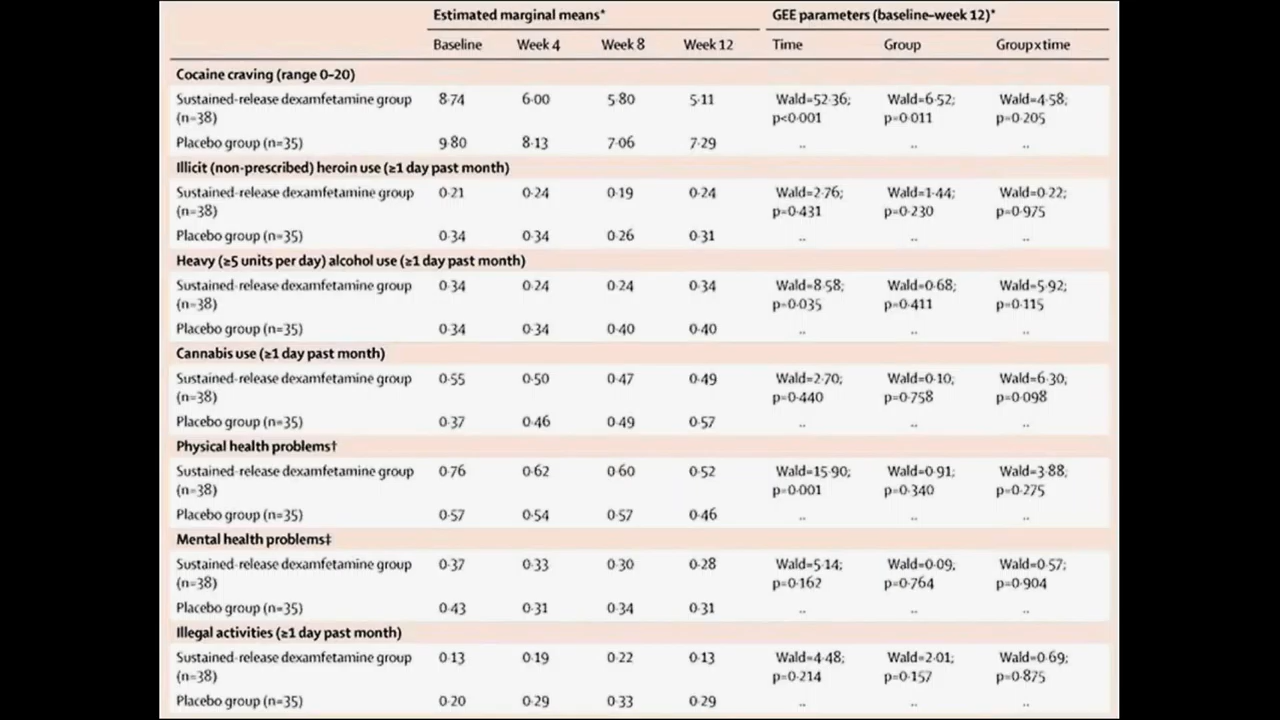 Estimated marginal means* GEE parameters (baseline–week 12)*
Baseline Week 4 Week 8 Week 12 Time Group Group x time
Cocaine craving (range 0–20)
Sustained-release dexamfetamine group 8·74 6·00 5·80 5·11 Wald=52·36; Wald=6·52; Wald=4·58;
(n=38) p<0·001 p=0·011 p=0·205
Placebo group (n=35) 9·80 8·13 7·06 7·29 .. .. ..
Illicit (non-prescribed) heroin use (≥1 day past month)
Sustained-release dexamfetamine group 0·21 0·24 0·19 0·24 Wald=2·76; Wald=1·44; Wald=0·22;
(n=38) p=0·431 p=0·230 p=0·975
Placebo group (n=35) 0·34 0·34 0·26 0·31 .. .. ..
Heavy (≥5 units per day) alcohol use (≥1 day past month)
Sustained-release dexamfetamine group 0·34 0·24 0·24 0·34 Wald=8·58; Wald=0·68; Wald=5·92;
(n=38) p=0·035 p=0·411 p=0·115
Placebo group (n=35) 0·34 0·34 0·40 0·40 .. .. ..
Cannabis use (≥1 day past month)
Sustained-release dexamfetamine group 0·55 0·50 0·47 0·49 Wald=2·70; Wald=0·10; Wald=6·30;
(n=38) p=0·440 p=0·758 p=0·098
Placebo group (n=35) 0·37 0·46 0·49 0·57 .. .. ..
Physical health problems†
Sustained-release dexamfetamine group 0·76 0·62 0·60 0·52 Wald=15·90; Wald=0·91; Wald=3·88;
(n=38) p=0·001 p=0·340 p=0·275
Placebo group (n=35) 0·57 0·54 0·57 0·46 .. .. ..
Mental health problems‡
Sustained-release dexamfetamine group 0·37 0·33 0·30 0·28 Wald=5·14; Wald=0·09; Wald=0·57;
(n=38) p=0·162 p=0·764 p=0·904
Placebo group (n=35) 0·43 0·31 0·34 0·31 .. .. ..
Illegal activities (≥1 day past month)
Sustained-release dexamfetamine group 0·13 0·19 0·22 0·13 Wald=4·48; Wald=2·01; Wald=0·69;
(n=38) p=0·214 p=0·157 p=0·875
Placebo group (n=35) 0·20 0·29 0·33 0·29 .. .. ..